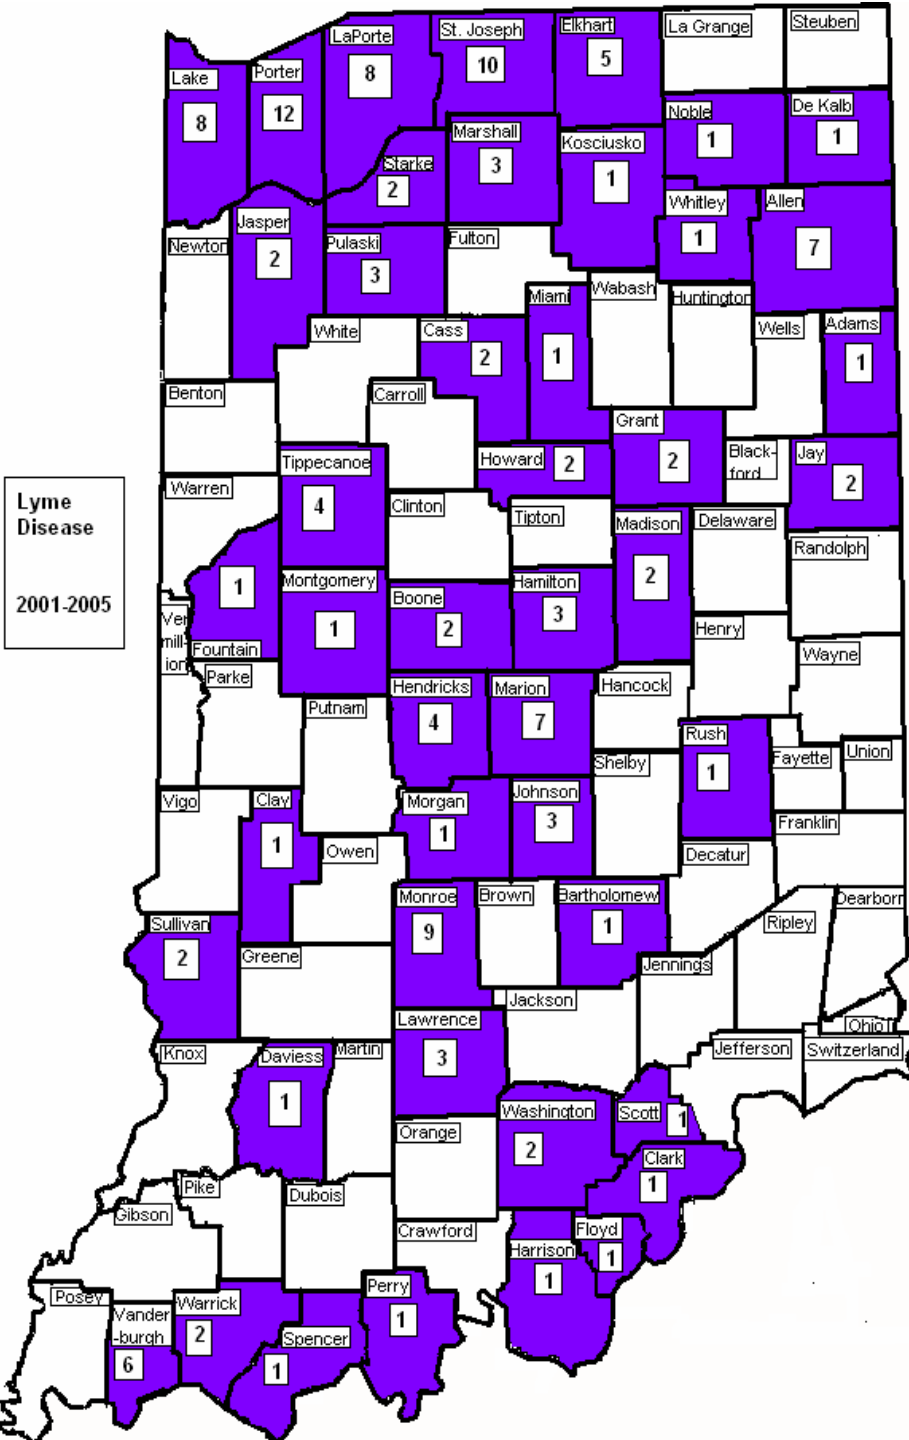 LaPorte
8
St. Joseph
10
Elkhart
5
La Grange
Steuben
Lake
8
Porter
12
Starke
2
Marshall
3
Kosciusko
1
Noble
1
De Kalb
1
Whitley
1
Allen
7
Newton
Jasper
2
Pulaski
3
Fulton
Miami
1
Wabash
Huntington
Wells
Adams
1
White
Cass
2
Benton
Carroll
Grant
2
Black-
ford
Jay
2
Howard
2
Tippecanoe
4
Warren
Clinton
Tipton
Madison
2
Delaware
Randolph
Lyme
Disease
2001-2005
1
Fountain
Montgomery
1
Boone
2
Hamilton
3
Henry
Wayne
Ver
mill-
ion
Parke
Putnam
Hendricks
4
Marion
7
Hancock
Rush
1
Fayette
Union
Shelby
Vigo
Clay
1
Owen
Morgan
1
Johnson
3
Franklin
Decatur
Monroe
9
Brown
Bartholomew
1
Ripley
Dearborn
Sullivan
2
Greene
Jennings
Jackson
Lawrence
3
Ohio
Jefferson
Switzerland
Knox
Daviess
1
Martin
Orange
Washington
2
Scott
1
Clark
1
Pike
Dubois
Gibson
Crawford
Harrison
1
Floyd
1
Posey
Vander
-burgh
6
Warrick
2
Spencer
1
Perry
1